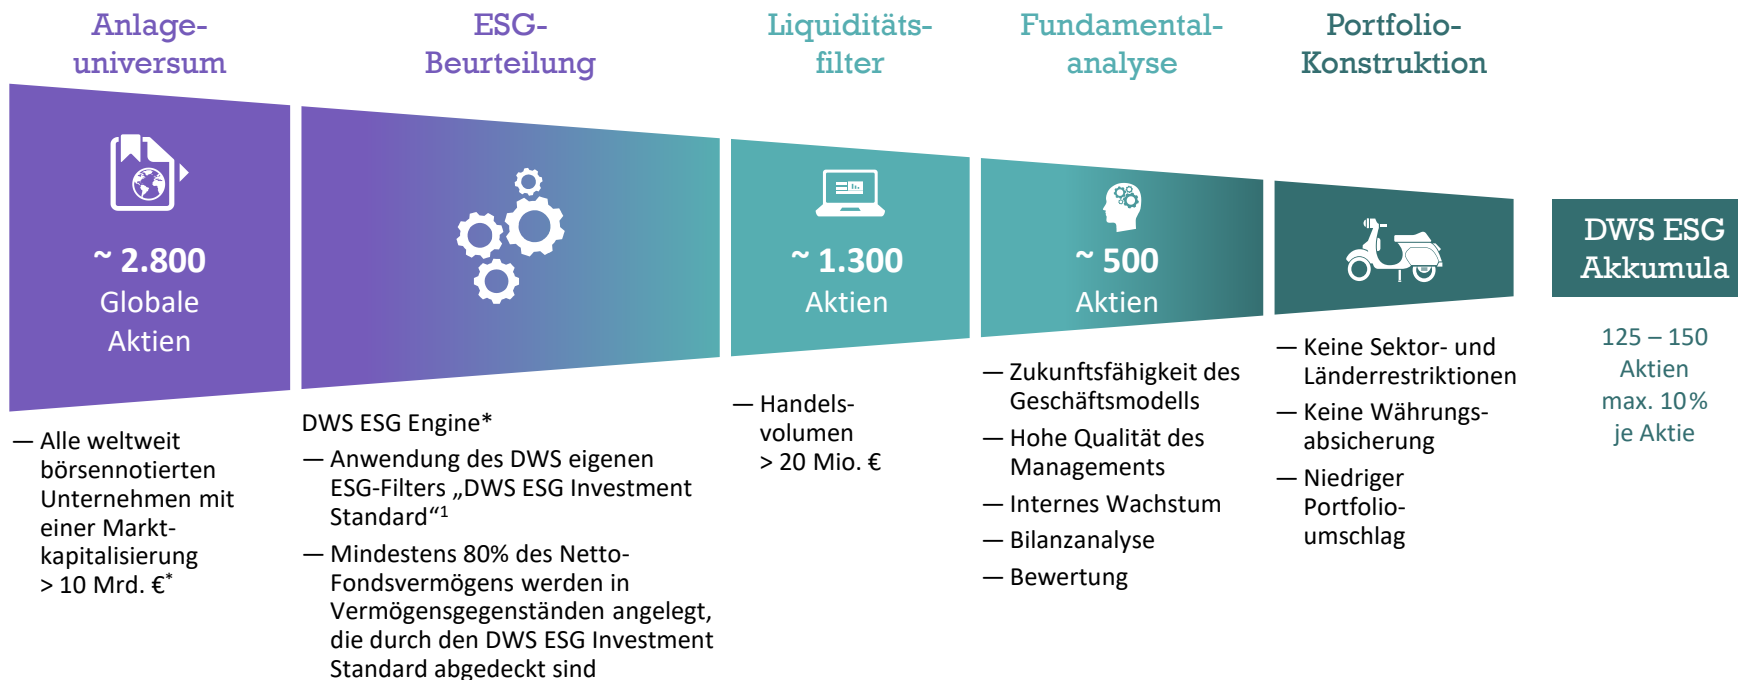 Anlage-
universum
ESG-
Beurteilung
Liquiditäts-
filter
Fundamental-
analyse
Portfolio-
Konstruktion
~ 2.800
Globale
Aktien
~ 1.300
Aktien
~ 500
Aktien
DWS ESG
Akkumula
— Alle weltweit
börsennotierten
Unternehmen mit
einer Markt-
kapitalisierung
> 10 Mrd. €*
DWS ESG Engine*
— Anwendung des DWS eigenen
ESG-Filters „DWS ESG Investment
Standard“¹
— Mindestens 80% des Netto-
Fondsvermögens werden in
Vermögensgegenständen angelegt,
die durch den DWS ESG Investment
Standard abgedeckt sind
— Handels-
volumen
> 20 Mio. €
— Zukunftsfähigkeit des
Geschäftsmodells
— Hohe Qualität des
Managements
— Internes Wachstum
— Bilanzanalyse
— Bewertung
— Keine Sektor- und
Länderrestriktionen
— Keine Währungs-
absicherung
— Niedriger
Portfolio-
umschlag
125 – 150
Aktien
max. 10%
je Aktie